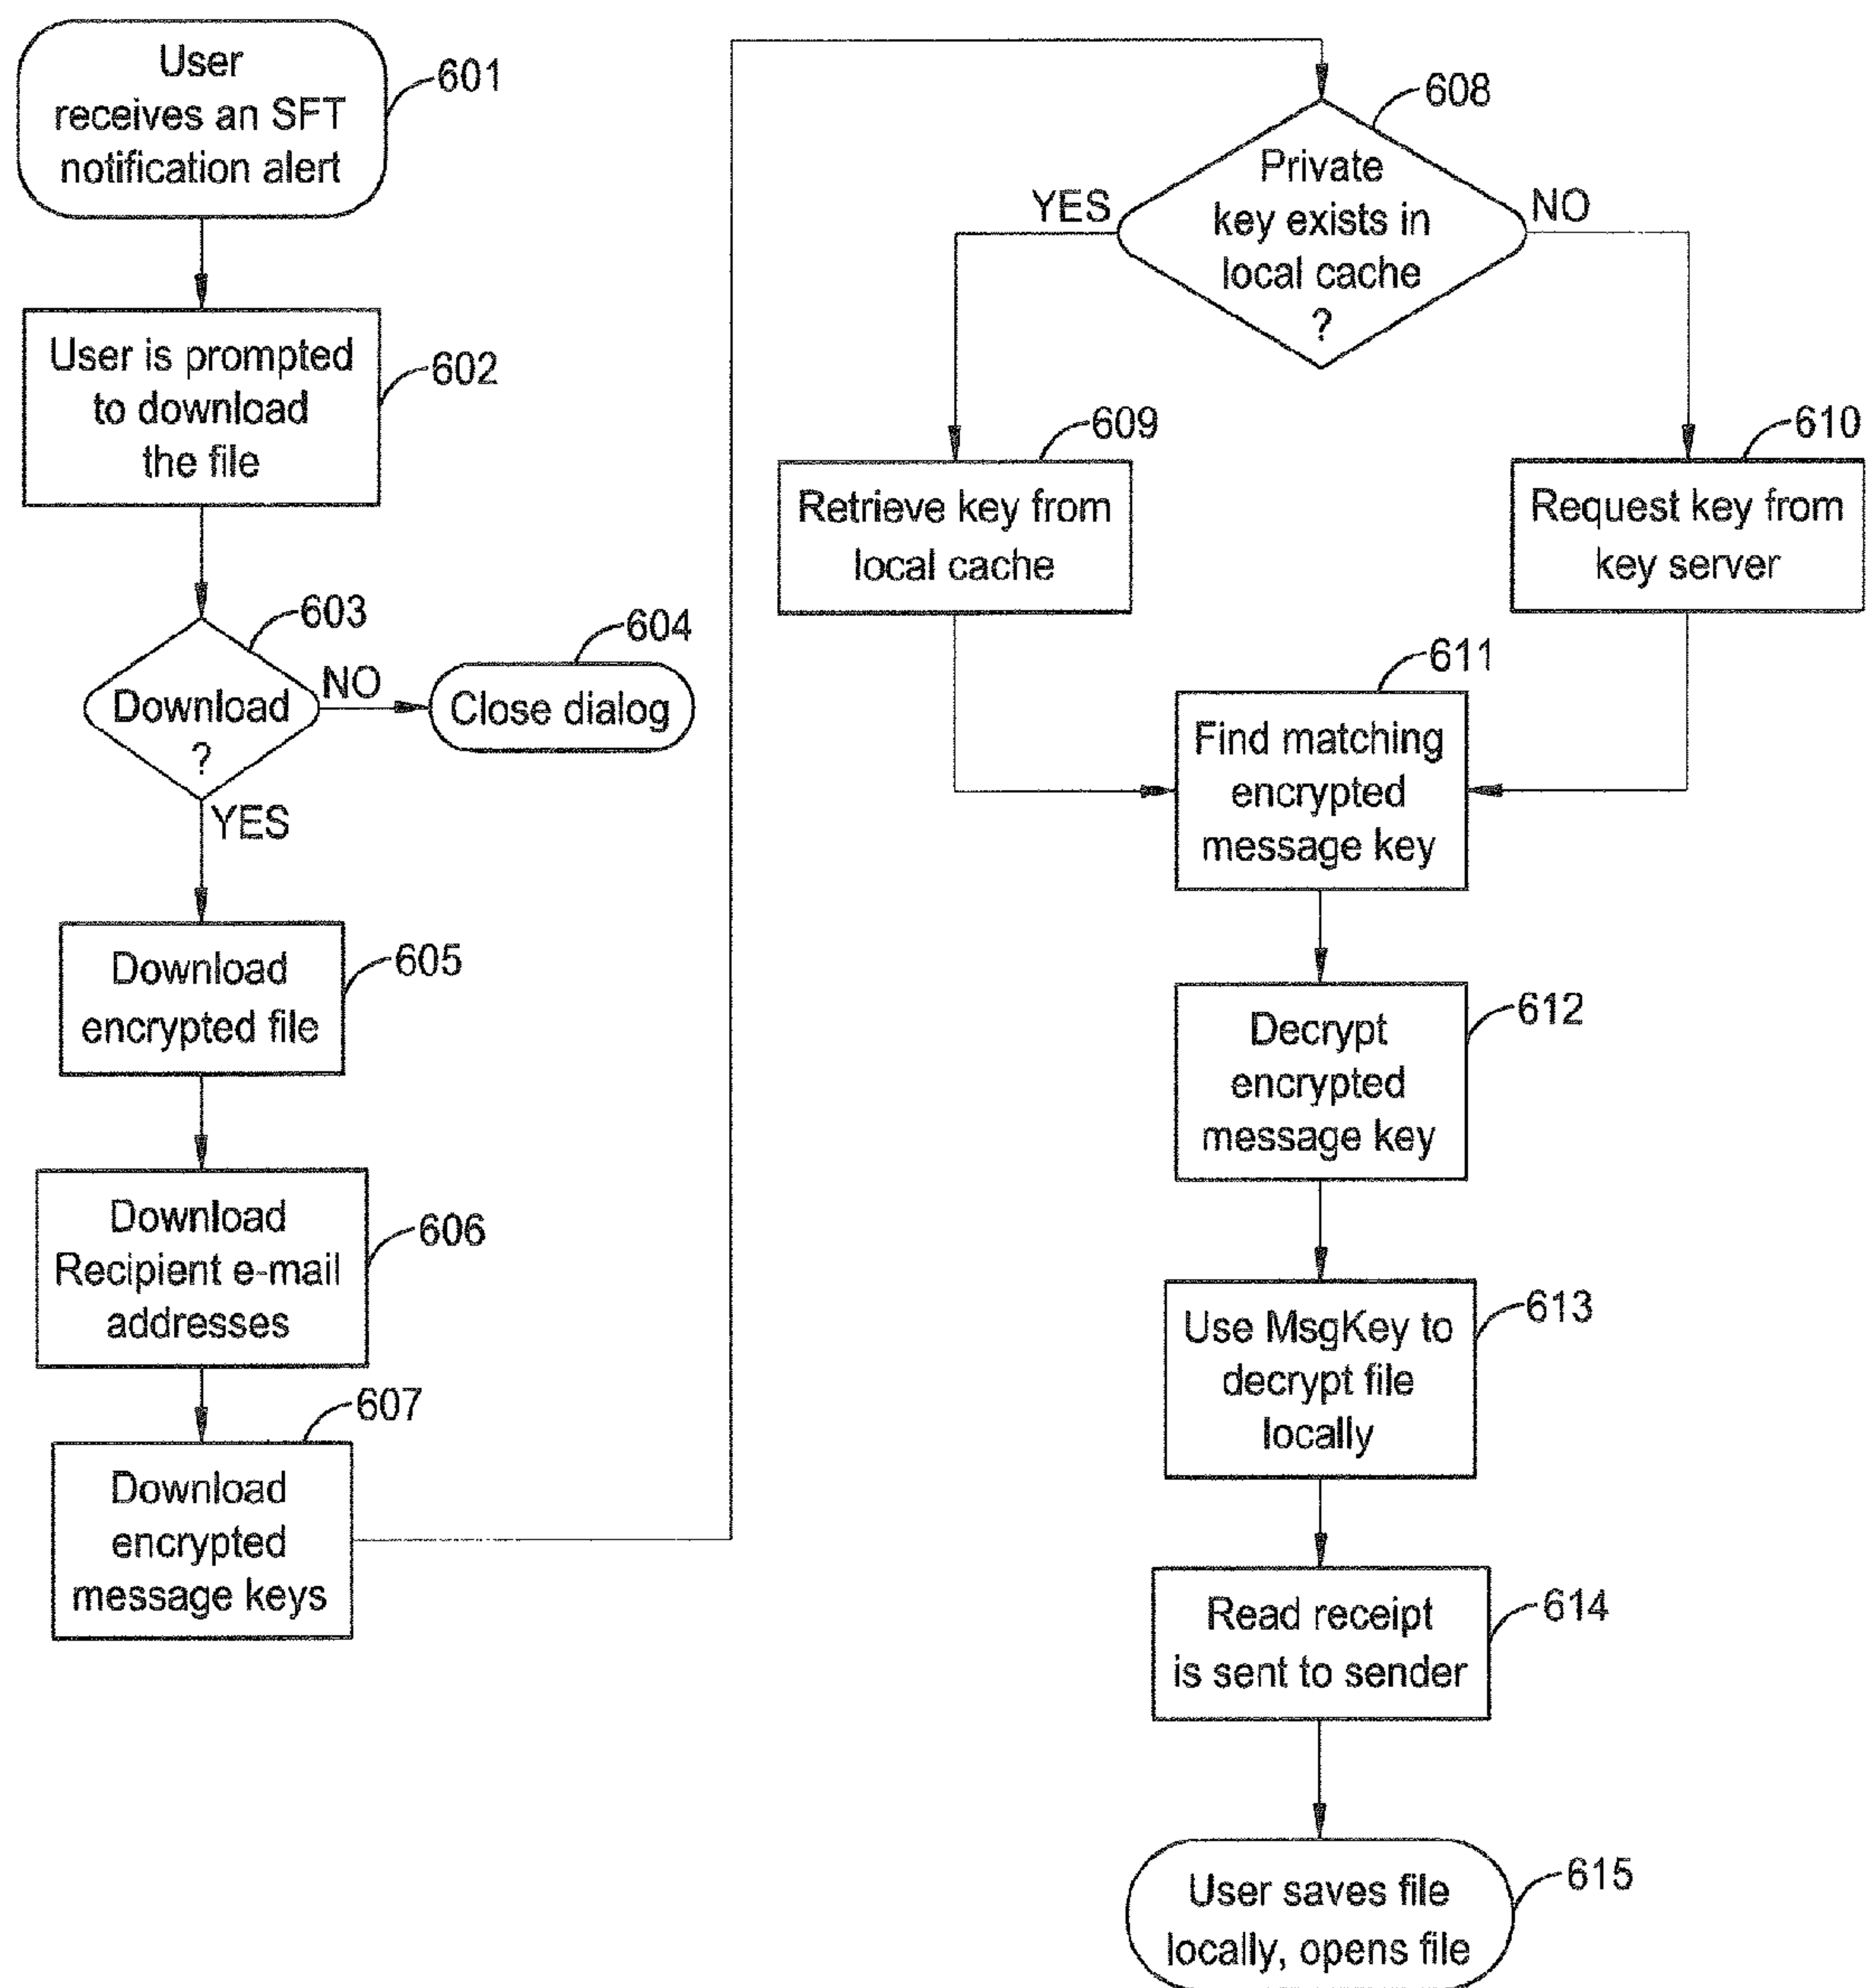 User
receives an SFT
notification alert
601
User is prompted
to download
the file
602
603
Download
?
NO
604
Close dialog
YES
Download
encrypted file
605
Download
Recipient e-mail
addresses
606
607
Download
encrypted
message keys
608
Private
key exists in
local cache
?
YES
NO
609
Retrieve key from
local cache
610
Request key from
key server
611
Find matching
encrypted
message key
Decrypt
encrypted
message key
612
Use MsgKey to
decrypt file
locally
613
Read receipt
is sent to sender
614
User saves file
locally, opens file
615